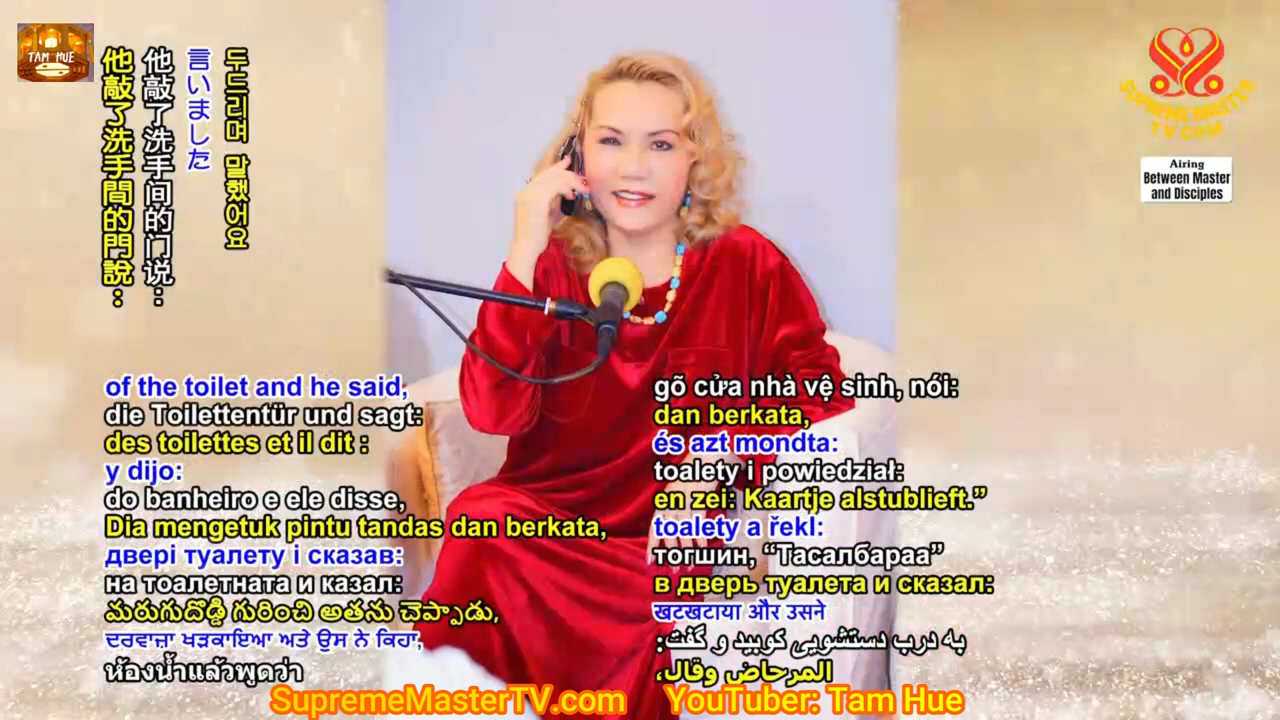 TAM HUE
他敲了洗手間的門說：
他敲了洗手间的门说：
言いました
두드리며 말했어요
SUPREME MASTER
TV.COM
Airing
Between Master
and Disciples
of the toilet and he said,
die Toilettentür und sagt:
des toilettes et il dit :
y dijo:
do banheiro e ele disse,
Dia mengetuk pintu tandas dan berkata,
двері туалету і сказав:
на тоалетната и казал:
మరుగుదొడ్డి గురించి అతను చెప్పాడు,
ਦਰਵਾਜ਼ਾ ਖੜਕਾਇਆ ਅਤੇ ਉਸ ਨੇ ਕਿਹਾ,
ห้องน้ำแล้วพูดว่า
gõ cửa nhà vệ sinh, nói:
dan berkata,
és azt mondta:
toalety i powiedział:
en zei: Kaartje alstublieft.”
toalety a řekl:
тогшин, “Тасалбараа”
в дверь туалета и сказал:
खटखटाया और उसने
به درب دستشویی کوبید و گفت:
المرحاض وقال،
SupremeMasterTV.com
YouTuber: Tam Hue